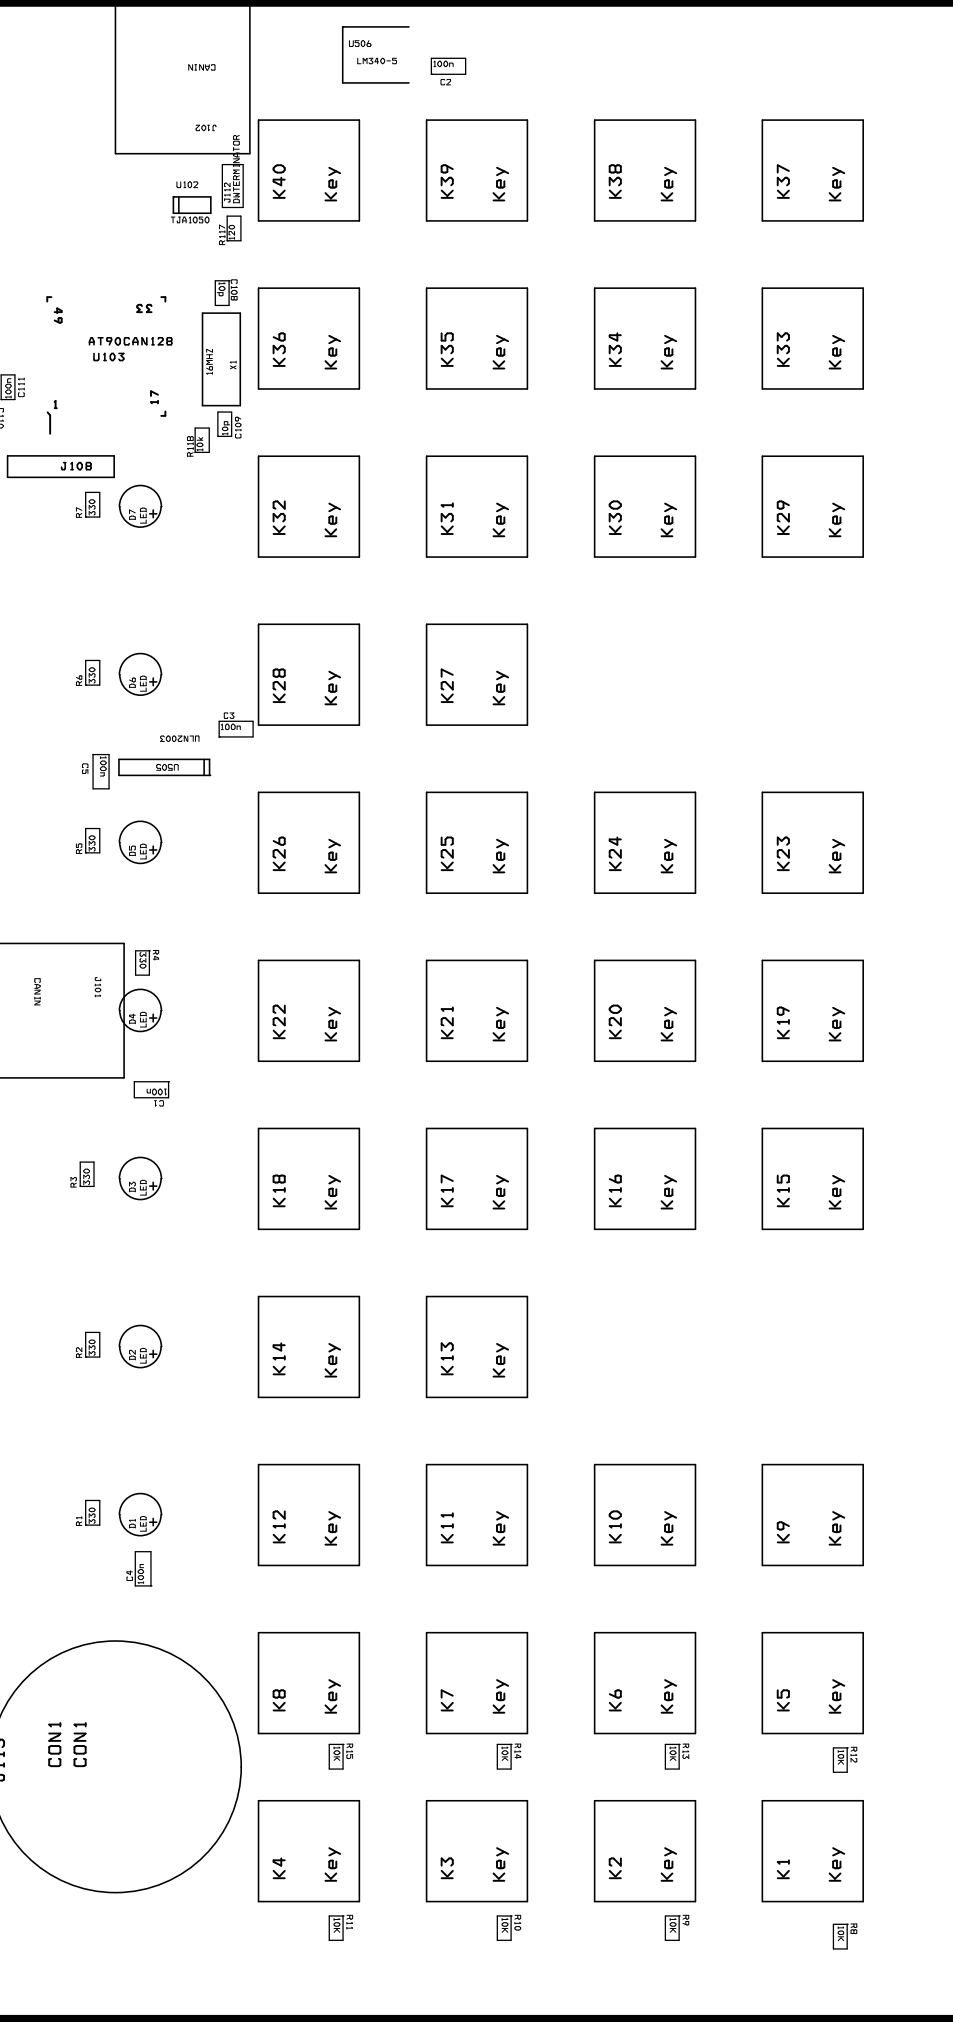 U506
LM340-5
100n
C2
CANIN
J102
U102
TJA1050
J112
DWTERMINATOR
R117
120
K40
Key
K39
Key
K38
Key
K37
Key
C108
10p
49
33
AT90CAN128
U103
16MHZ
X1
1
17
100n
C111
10p
C109
R118
10k
K36
Key
K35
Key
K34
Key
K33
Key
J108
R7
330
D7
LED
+
K32
Key
K31
Key
K30
Key
K29
Key
R6
330
D6
LED
+
K28
Key
K27
Key
C3
100n
ULN2003
U505
C5
100n
R5
330
D5
LED
+
K26
Key
K25
Key
K24
Key
K23
Key
R4
330
CANIN
J101
D4
LED
+
K22
Key
K21
Key
K20
Key
K19
Key
100n
C1
R3
330
D3
LED
+
K18
Key
K17
Key
K16
Key
K15
Key
R2
330
D2
LED
+
K14
Key
K13
Key
R1
330
D1
LED
+
K12
Key
K11
Key
K10
Key
K9
Key
C4
100n
K8
Key
K7
Key
K6
Key
K5
Key
CON1
CON1
R15
10K
R14
10K
R13
10K
R12
10K
K4
Key
K3
Key
K2
Key
K1
Key
R11
10K
R10
10K
R9
10K
R8
10K